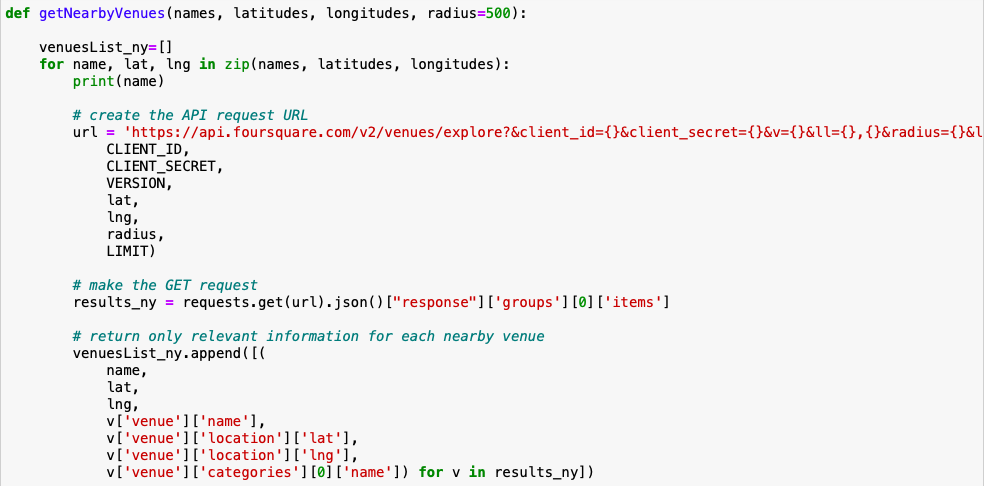 def getNearbyVenues(names, latitudes, longitudes, radius=500):
venuesList_ny=[]
for name, lat, lng in zip(names, latitudes, longitudes):
print(name)
# create the API request URL
url = 'https://api.foursquare.com/v2/venues/explore?&client_id={}&client_secret={}&v={}&ll={},{}&radius={}&l
CLIENT_ID,
CLIENT_SECRET,
VERSION,
lat,
lng,
radius,
LIMIT)
# make the GET request
results_ny = requests.get(url).json()["response"]['groups'][0]['items']
# return only relevant information for each nearby venue
venuesList_ny.append([(
name,
lat,
lng,
v['venue']['name'],
v['venue']['location']['lat'],
v['venue']['location']['lng'],
v['venue']['categories'][0]['name']) for v in results_ny])